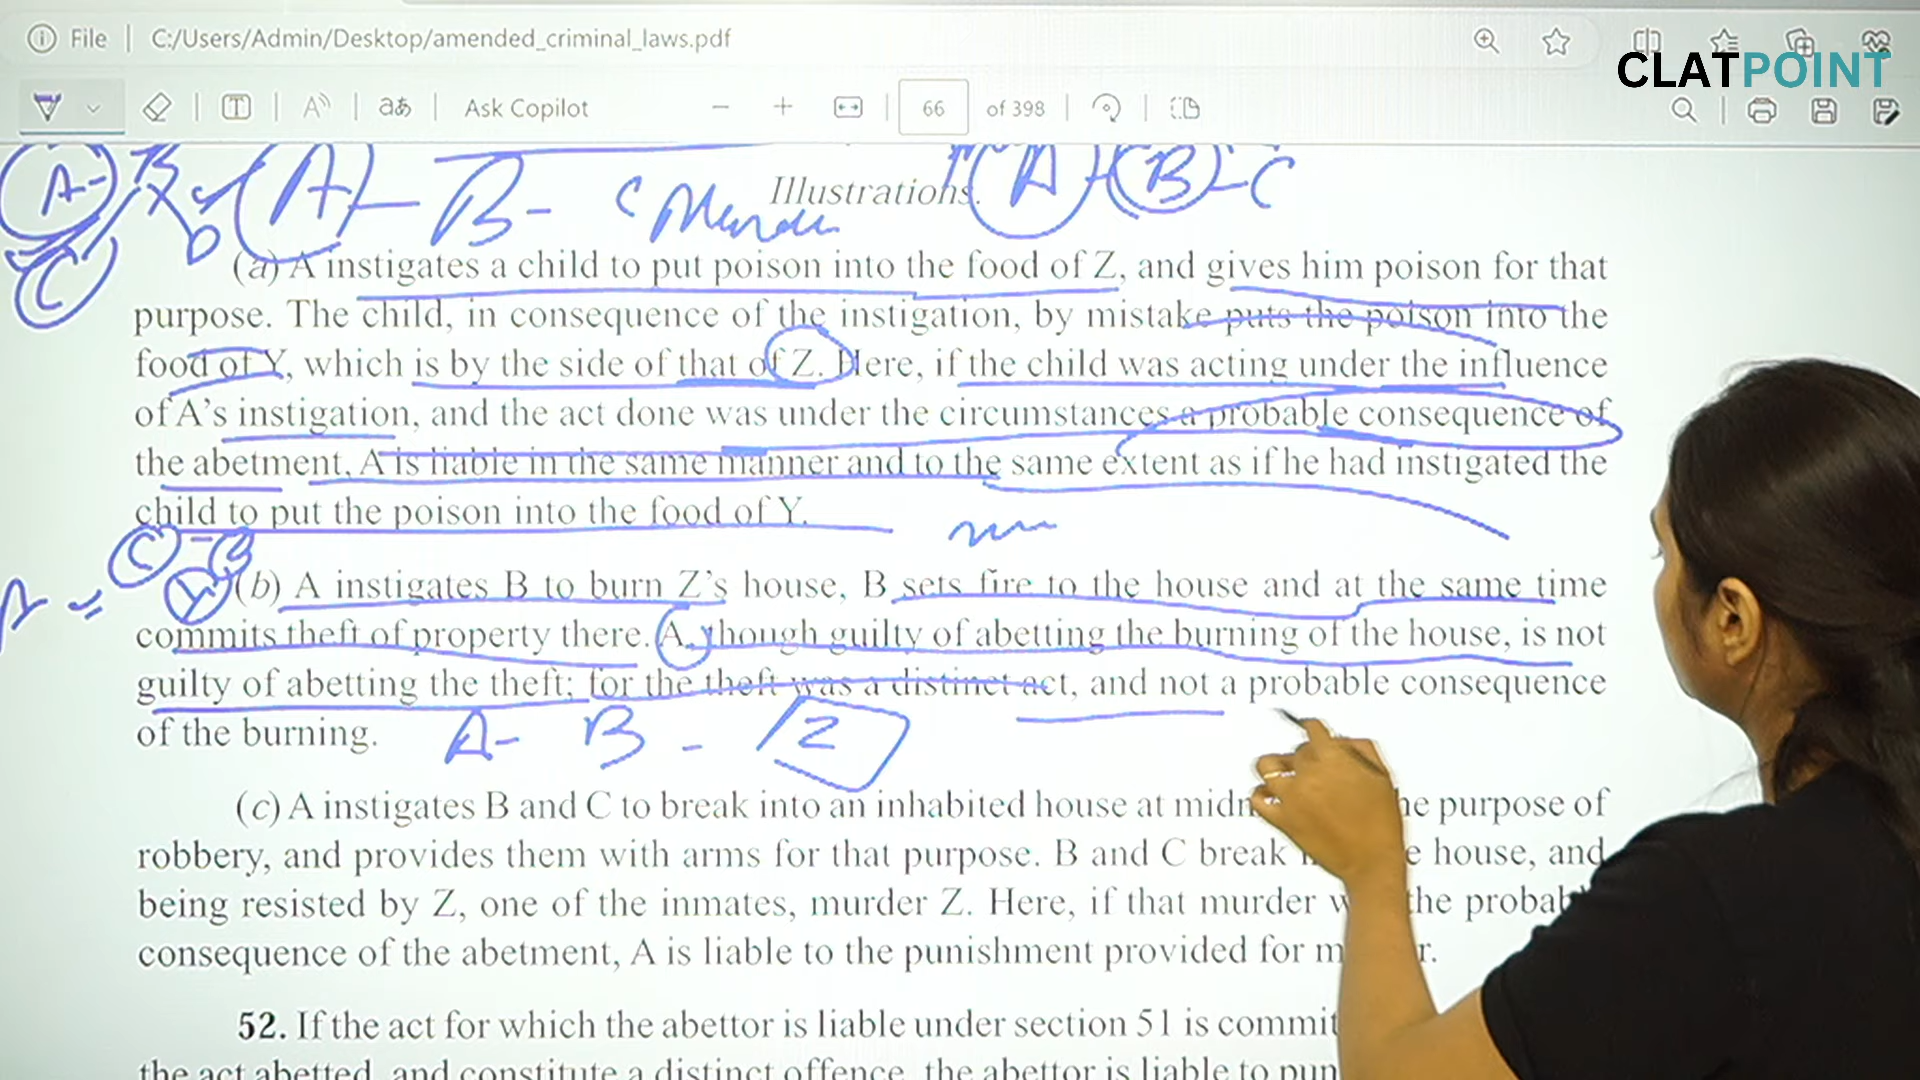 File | C:/Users/Admin/Desktop/amended_criminal_laws.pdf
CLATPOINT
T A aあ Ask Copilot 66 of 398
A - B A - B - C Murder A + B - C
C D
Illustrations.
(a) A instigates a child to put poison into the food of Z, and gives him poison for that
purpose. The child, in consequence of the instigation, by mistake puts the poison into the
food of Y, which is by the side of that of Z. Here, if the child was acting under the influence
of A's instigation, and the act done was under the circumstances a probable consequence of
the abetment, A is liable in the same manner and to the same extent as if he had instigated the
child to put the poison into the food of Y.
A = C - B
Y
(b) A instigates B to burn Z's house, B sets fire to the house and at the same time
commits theft of property there. A, though guilty of abetting the burning of the house, is not
guilty of abetting the theft; for the theft was a distinct act, and not a probable consequence
of the burning.
A - B - Z
(c) A instigates B and C to break into an inhabited house at the purpose of
robbery, and provides them with arms for that purpose. B and C break house, and
being resisted by Z, one of the inmates, murder Z. Here, if that murder the
consequence of the abetment, A is liable to the punishment provided for
52. If the act for which the abettor is liable under section 51 is
the act abetted, and constitute a distinct offence, the abettor is liable to